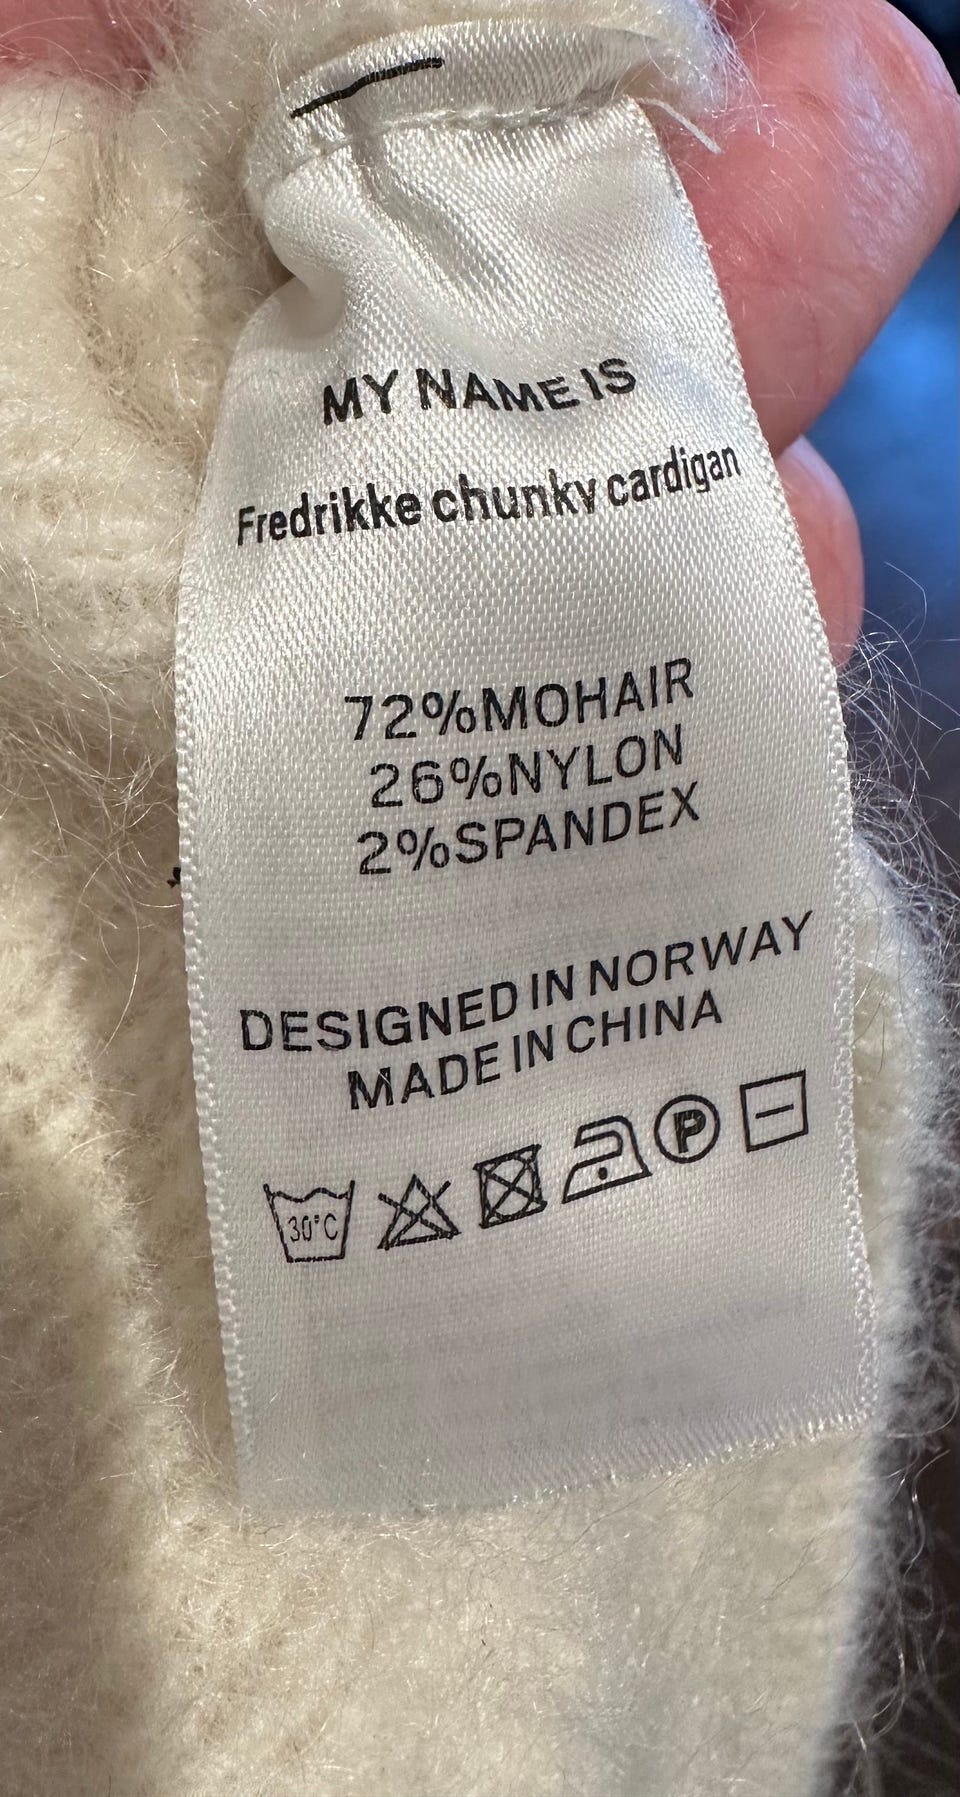 MY NAME IS
Fredrikke chunky cardigan
72%MOHAIR
26%NYLON
2%SPANDEX
DESIGNED IN NORWAY
MADE IN CHINA
30°C P